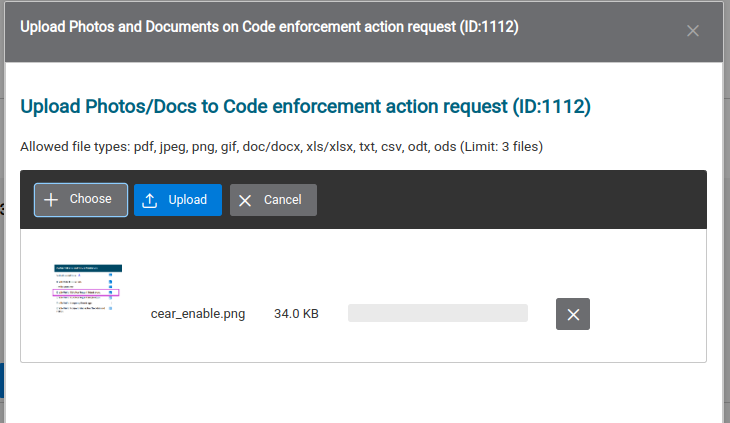 Upload Photos and Documents on Code enforcement action request (ID:1112)
Upload Photos/Docs to Code enforcement action request (ID:1112)
Allowed file types: pdf, jpeg, png, gif, doc/docx, xls/xlsx, txt, csv, odt, ods (Limit: 3 files)
Choose Upload Cancel
cear_enable.png 34.0 KB